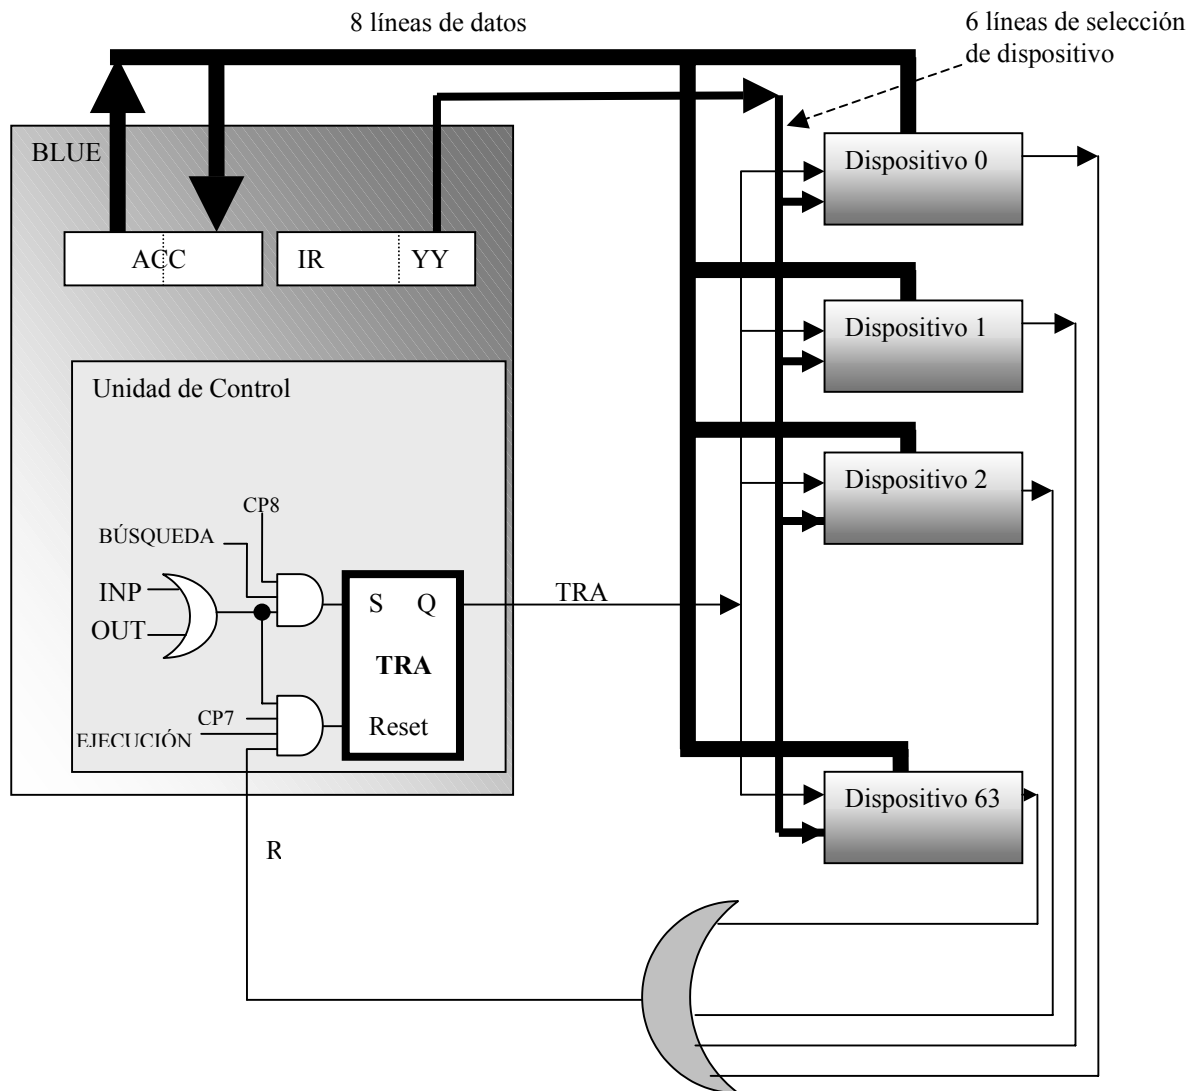 8 líneas de datos
6 líneas de selección
de dispositivo
BLUE
Dispositivo 0
ACC
IR
YY
Dispositivo 1
Unidad de Control
Dispositivo 2
CP8
BÚSQUEDA
INP
OUT
S Q
TRA
Reset
TRA
CP7
EJECUCIÓN
Dispositivo 63
R